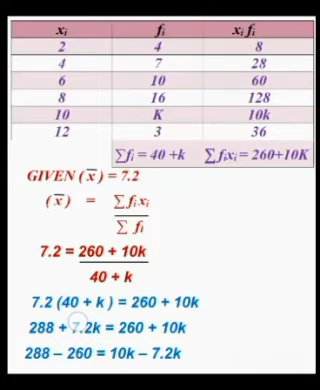 xi fi xi fi
2 4 8
4 7 28
6 10 60
8 16 128
10 K 10k
12 3 36
∑fi = 40 +k ∑fixi = 260+10K
GIVEN ( x̅ ) = 7.2
( x̅ ) = ∑ fi xi
∑ fi
7.2 = 260 + 10k
40 + k
7.2 (40 + k ) = 260 + 10k
288 + 7.2k = 260 + 10k
288 – 260 = 10k – 7.2k